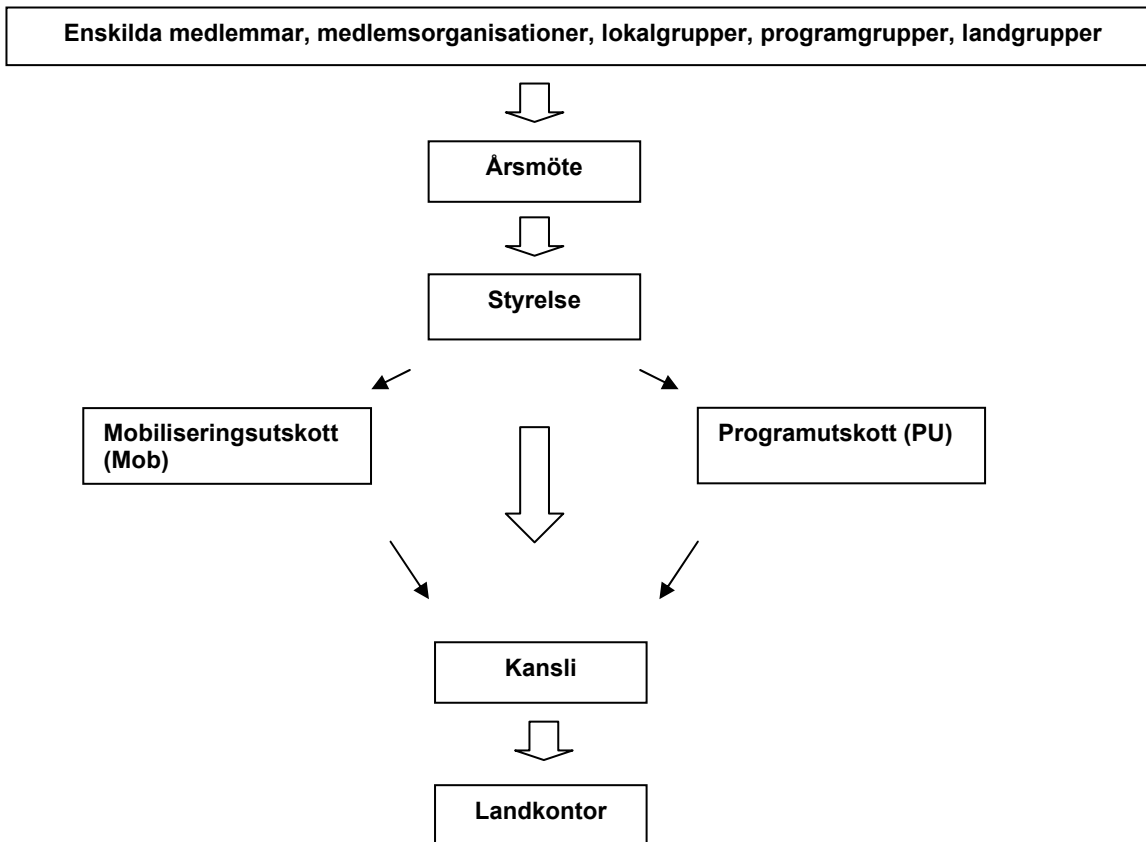 Enskilda medlemmar, medlemsorganisationer, lokalgrupper, programgrupper, landgrupper
Årsmöte
Styrelse
Mobiliseringsutskott
(Mob)
Programutskott (PU)
Kansli
Landkontor